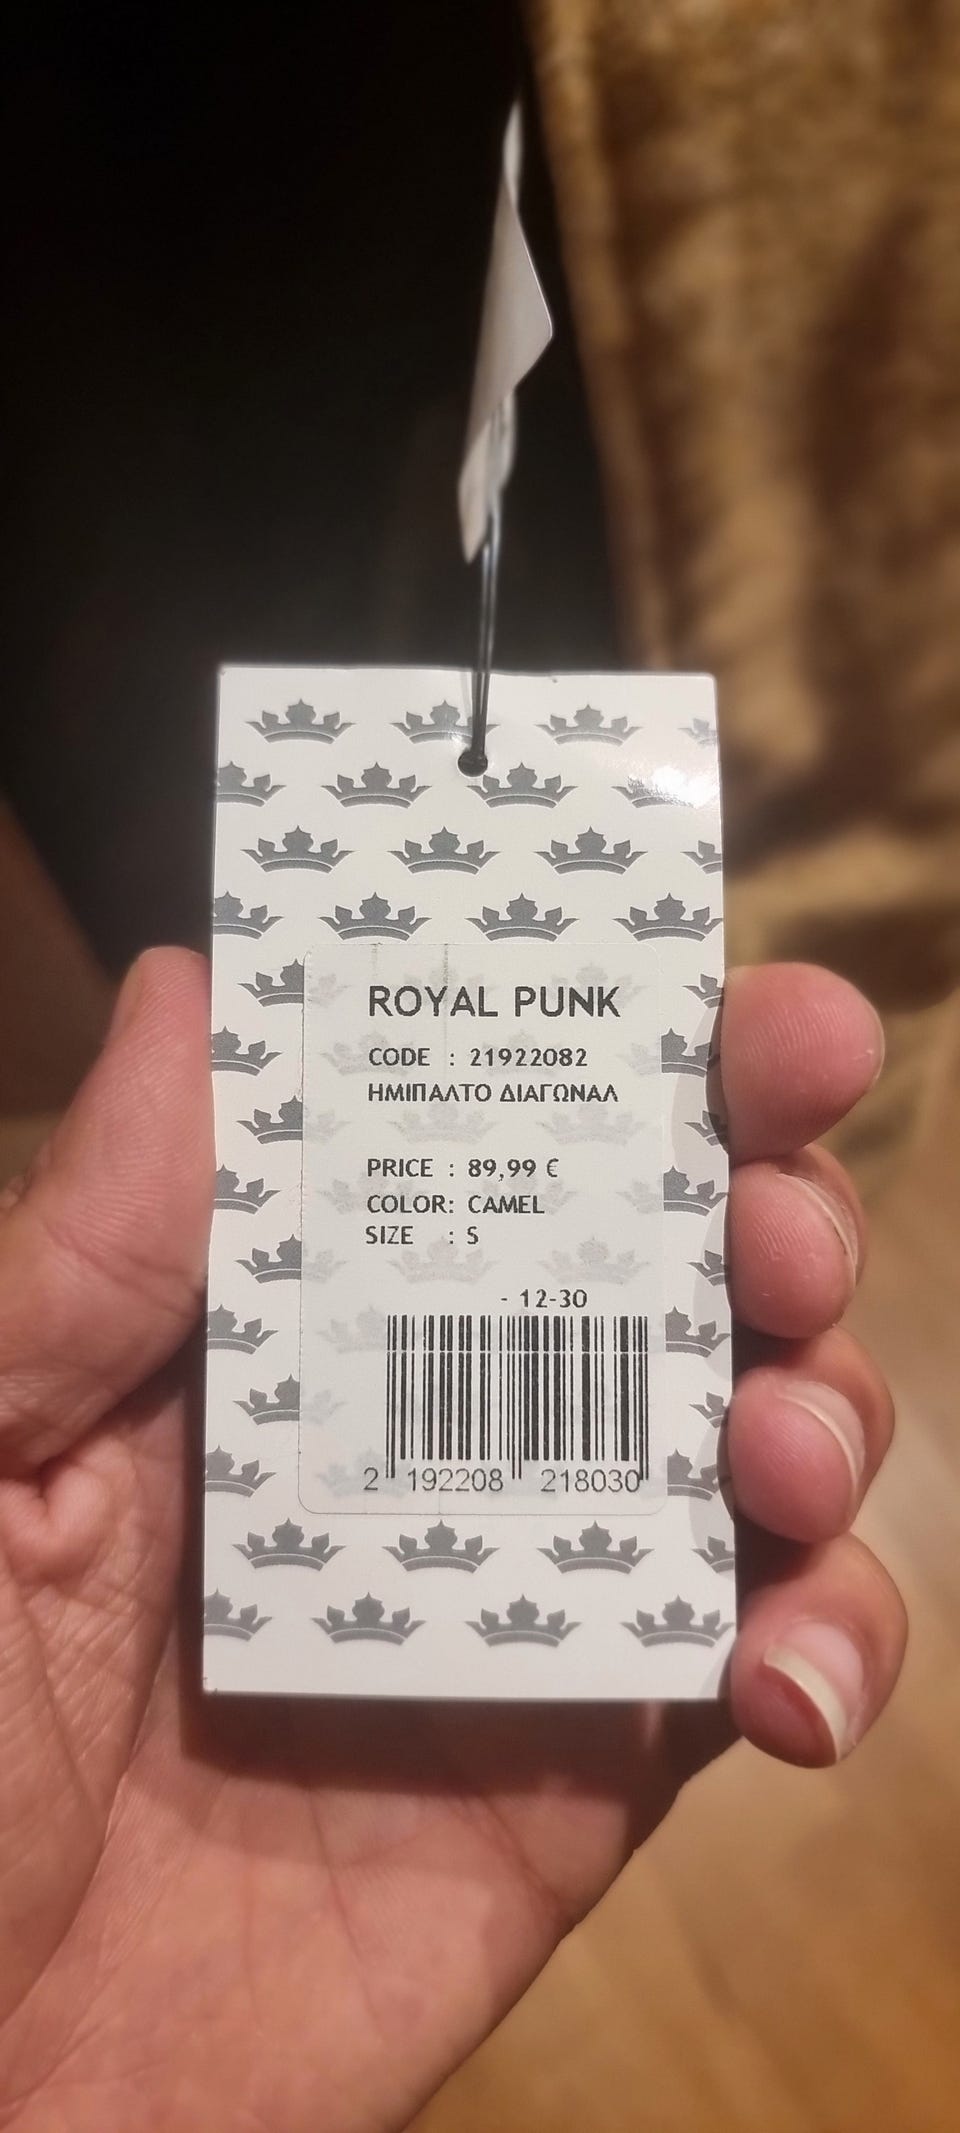 ROYAL PUNK
CODE : 21922082
ΗΜΙΠΑΛΤΟ ΔΙΑΓΩΝΑΛ
PRICE : 89,99 €
COLOR: CAMEL
SIZE : S
- 12-30
2 192208 218030